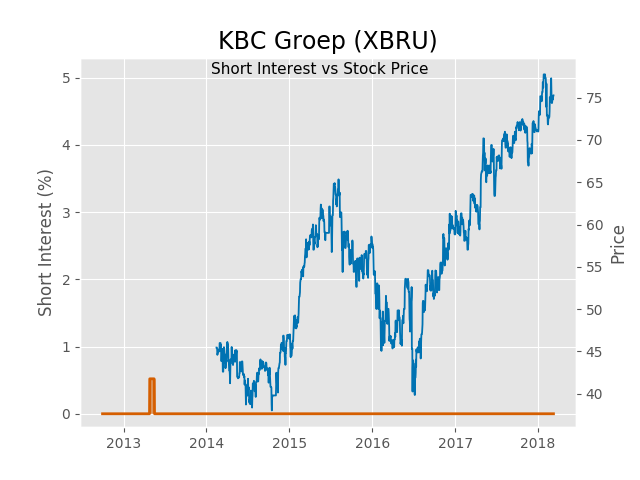 KBC Groep (XBRU)
Short Interest vs Stock Price
Short Interest (%)
5
4
3
2
1
0
75
70
65
60
55
50
45
40
Price
2013 2014 2015 2016 2017 2018